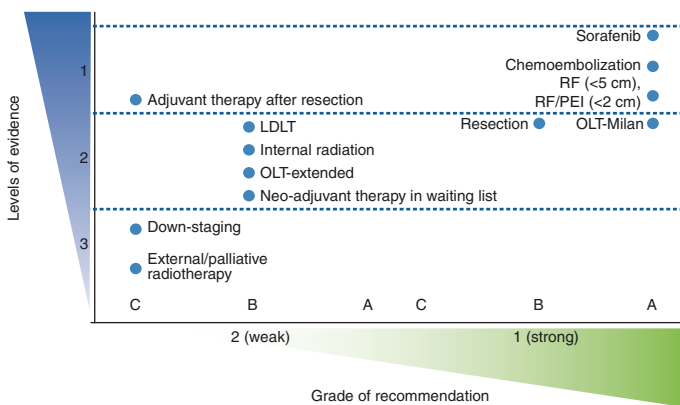 Sorafenib
Chemoembolization
RF (<5 cm),
RF/PEI (<2 cm)
Adjuvant therapy after resection
LDLT
Resection
OLT-Milan
Internal radiation
OLT-extended
Neo-adjuvant therapy in waiting list
Down-staging
External/palliative
radiotherapy
Levels of evidence
1
2
3
C B A C B A
2 (weak) 1 (strong)
Grade of recommendation